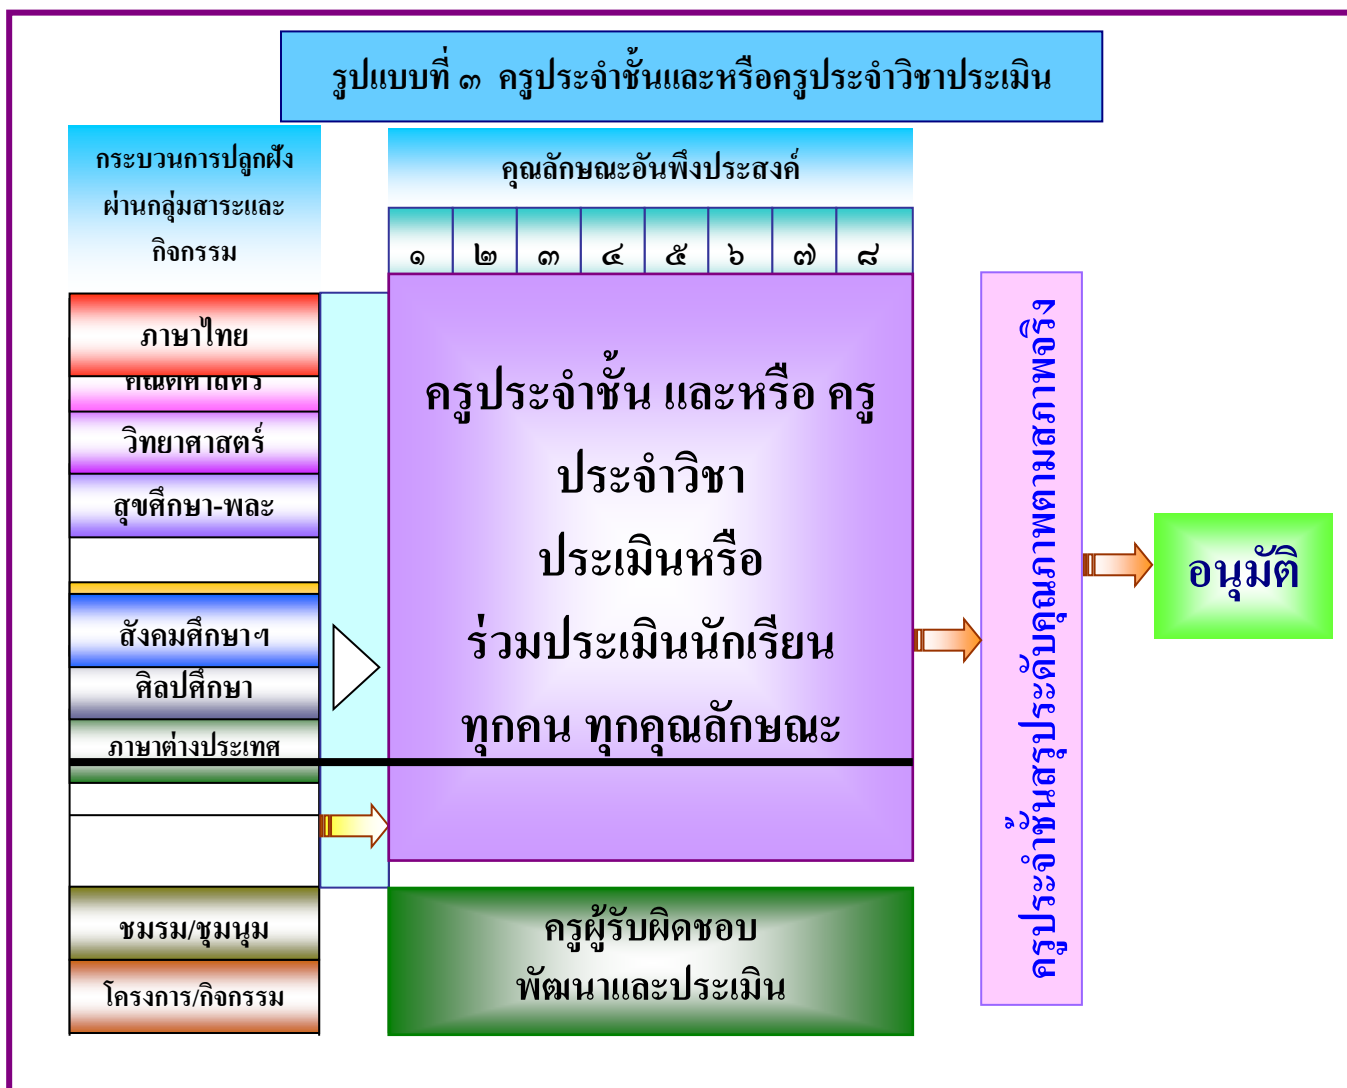 รูปแบบที่ ๓ ครูประจำชั้นและหรือครูประจำวิชาประเมิน
กระบวนการปลูกฝัง
ผ่านกลุ่มสาระและ
กิจกรรม
คุณลักษณะอันพึงประสงค์
๑ ๒ ๓ ๔ ๕ ๖ ๗ ๘
ภาษาไทย
คณิตศาสตร์
วิทยาศาสตร์
สุขศึกษา-พละ
สังคมศึกษาฯ
ศิลปศึกษา
ภาษาต่างประเทศ
ชมรม/ชุมนุม
โครงการ/กิจกรรม
ครูประจำชั้น และหรือ ครู
ประจำวิชา
ประเมินหรือ
ร่วมประเมินนักเรียน
ทุกคน ทุกคุณลักษณะ
ครูผู้รับผิดชอบ
พัฒนาและประเมิน
ครูประจำชั้นสรุประดับคุณภาพตามสภาพจริง
อนุมัติ